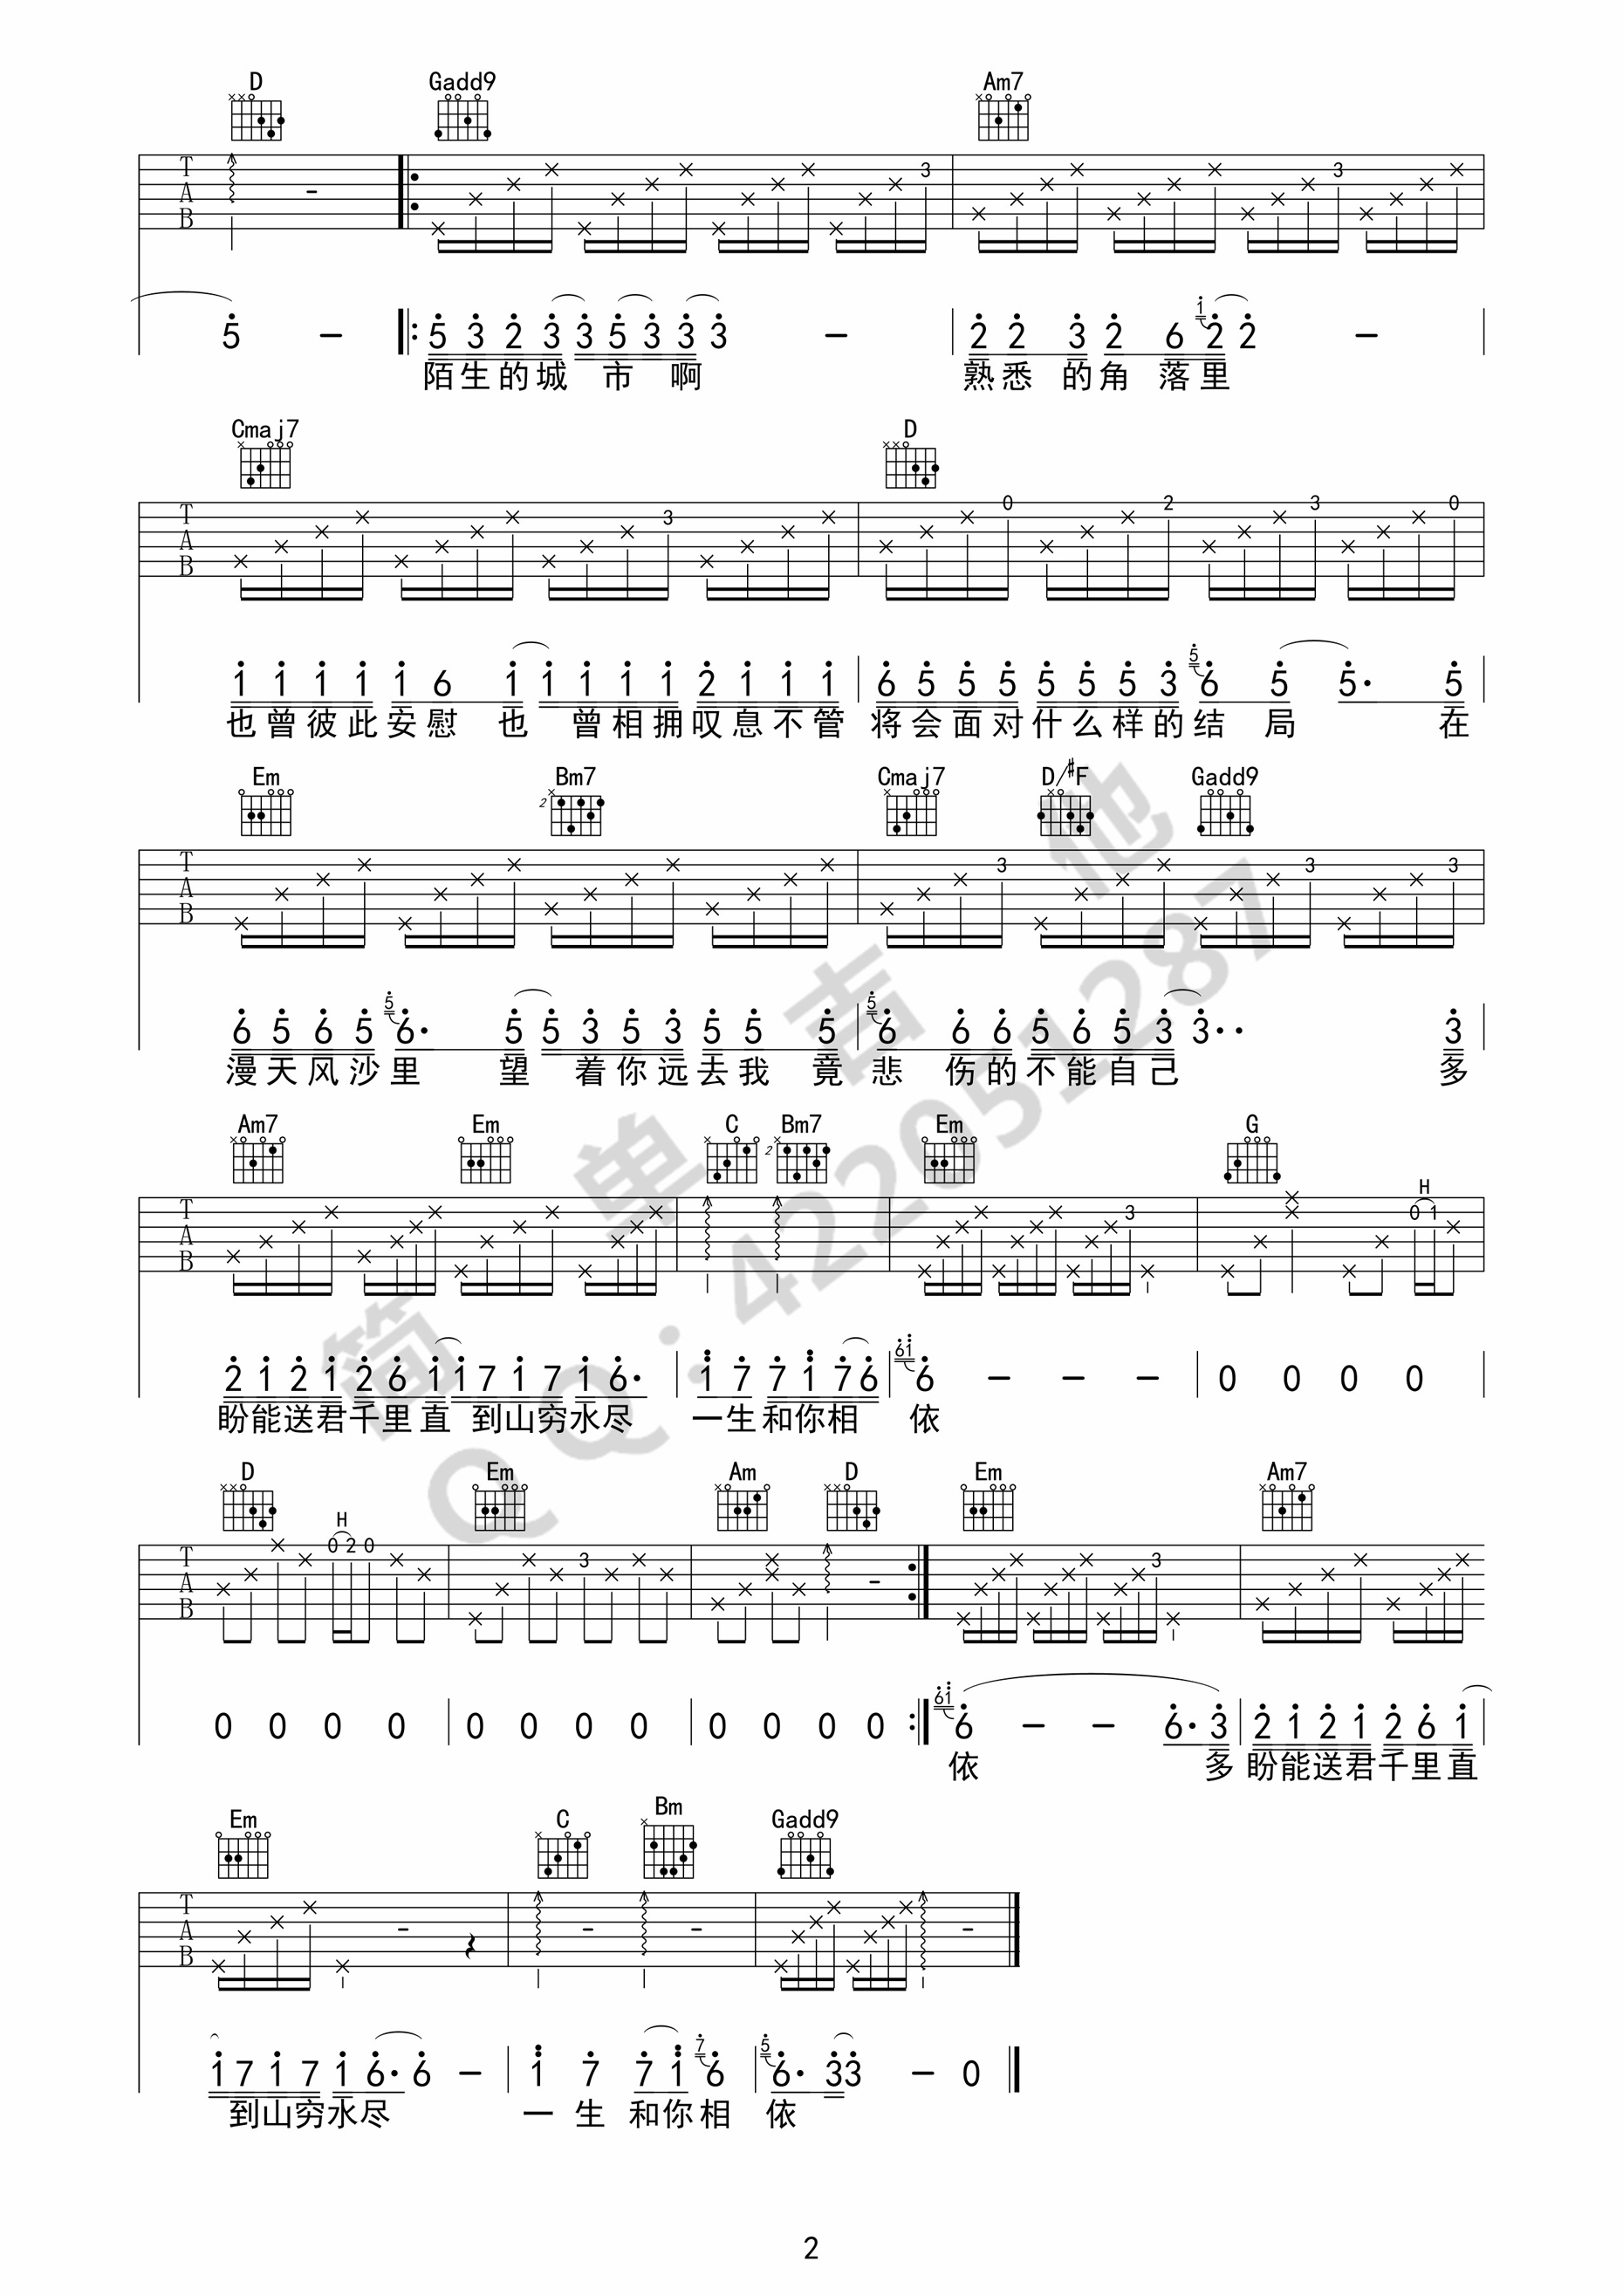 D Gadd9 Am7
T A B 3 3
5 - 5 3 2 3 3 5 3 3 3 - 2 2 3 2 6 1 2 2 -
陌生的城 市 啊 熟悉 的角 落里
Cmaj7 D
T A B 3 0 2 3 0
1 1 1 1 1 6 1 1 1 1 1 2 1 1 1 6 5 5 5 5 5 5 3 5 6 5 5· 5
也曾彼此安慰 也 曾相拥叹息不管 将会面对什么样的结 局 在
Em Bm7 Cmaj7 D/#F Gadd9
2
T A B 3 3 3
6 5 6 5 5 6· 5 5 3 5 3 5 5 5 5 6 6 6 5 6 5 3 3·· 3
漫天风沙里 望 着你远去我 竟 悲 伤的不能自己 多
Am7 Em C Bm7 Em G
2
H
T A B 3 0 1
2 1 2 1 2 6 1 1 7 1 7 1 6· 1 7 7 1 7 6 61 6 - - - 0 0 0 0
盼能送君千里直 到山穷水尽 一生和你相 依
D Em Am D Em Am7
H
T A B 0 2 0 3 - 3
0 0 0 0 0 0 0 0 0 0 0 0 61 6 - - 6· 3 2 1 2 1 2 6 1
依 多 盼能送君千里直
Em C Bm Gadd9
T A B - - - -
1 7 1 7 1 6· 6 - 1 7 7 1 7 6 5 6· 3 3 - 0
到山穷水尽 一 生 和你相 依
简单吉他
QQ：422051287
2